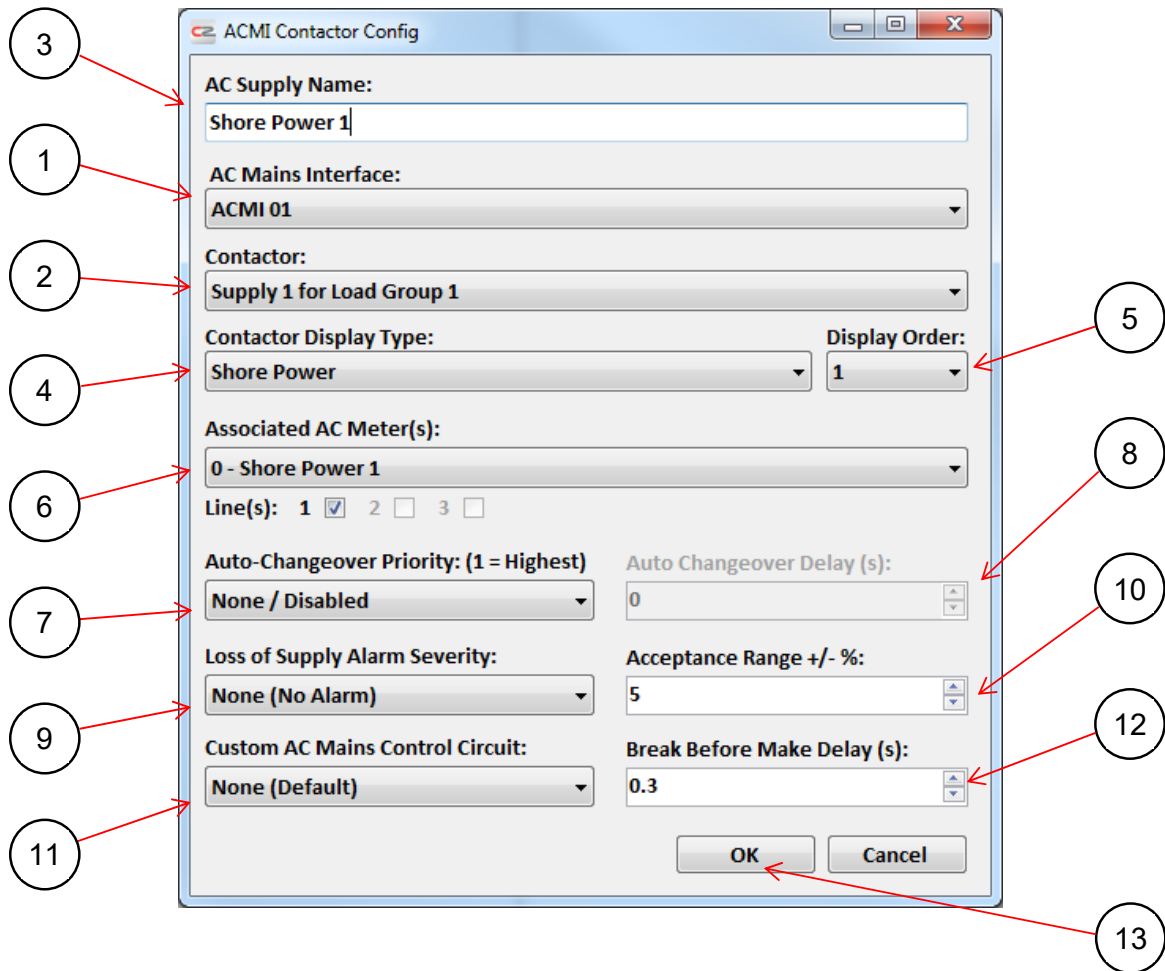 CZ ACMI Contactor Config
3
AC Supply Name:
Shore Power 1
1
AC Mains Interface:
ACMI 01
2
Contactor:
Supply 1 for Load Group 1
5
Contactor Display Type: Display Order:
4
Shore Power 1
Associated AC Meter(s):
8
6
0 - Shore Power 1
Line(s): 1 2 3
Auto-Changeover Priority: (1 = Highest) Auto Changeover Delay (s):
10
7
None / Disabled 0
Loss of Supply Alarm Severity: Acceptance Range +/- %:
9
None (No Alarm) 5
12
Custom AC Mains Control Circuit: Break Before Make Delay (s):
None (Default) 0.3
11
OK Cancel
13